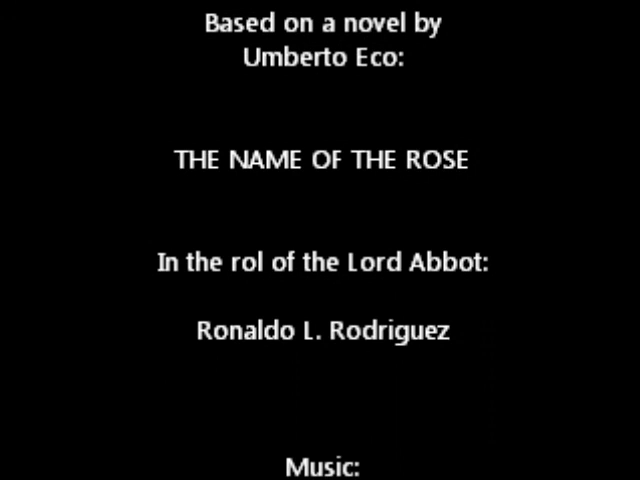 Based on a novel by
Umberto Eco:
THE NAME OF THE ROSE
In the rol of the Lord Abbot:
Ronaldo L. Rodriguez
Music: